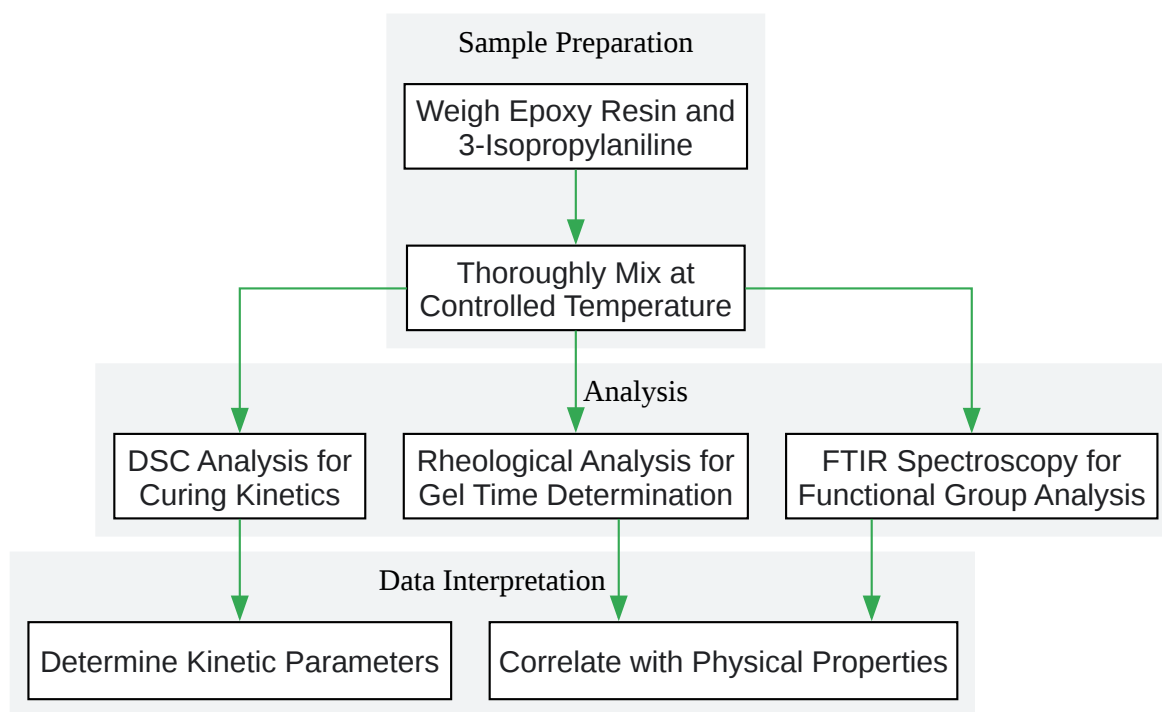 Sample Preparation
Weigh Epoxy Resin and
3-Isopropylaniline
Thoroughly Mix at
Controlled Temperature
Analysis
DSC Analysis for
Curing Kinetics
Rheological Analysis for
Gel Time Determination
FTIR Spectroscopy for
Functional Group Analysis
Data Interpretation
Determine Kinetic Parameters
Correlate with Physical Properties